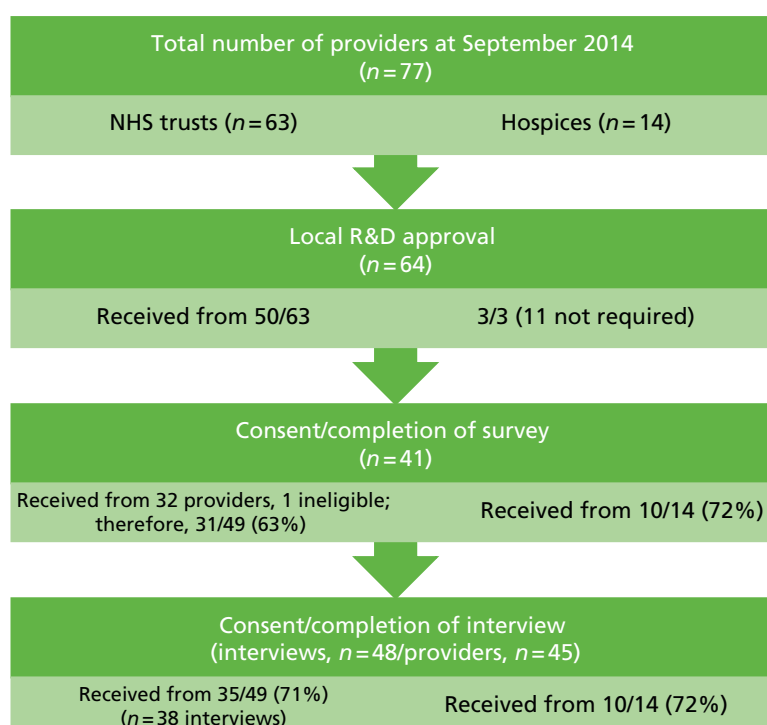 Total number of providers at September 2014
(n=77)
NHS trusts (n=63)
Hospices (n=14)
Local R&D approval
(n=64)
Received from 50/63
3/3 (11 not required)
Consent/completion of survey
(n=41)
Received from 32 providers, 1 ineligible;
therefore, 31/49 (63%)
Received from 10/14 (72%)
Consent/completion of interview
(interviews, n=48/providers, n=45)
Received from 35/49 (71%)
(n=38 interviews)
Received from 10/14 (72%)